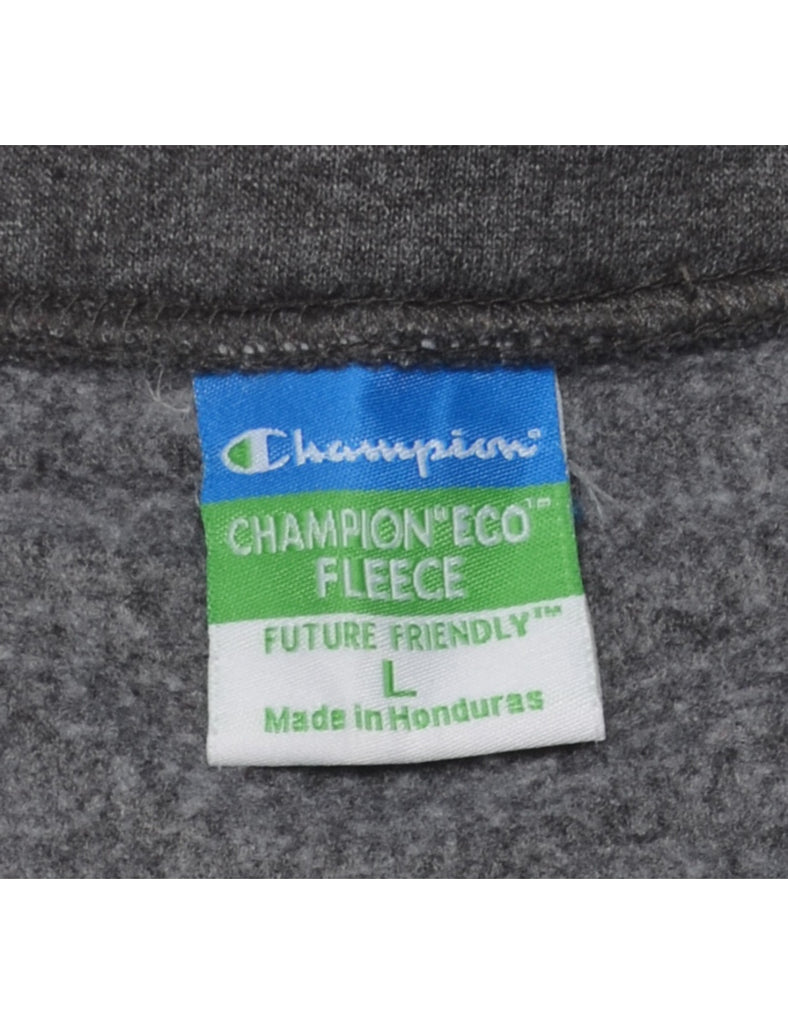 Champion®
CHAMPION "ECO"™
FLEECE
FUTURE FRIENDLY™
L
Made in Honduras